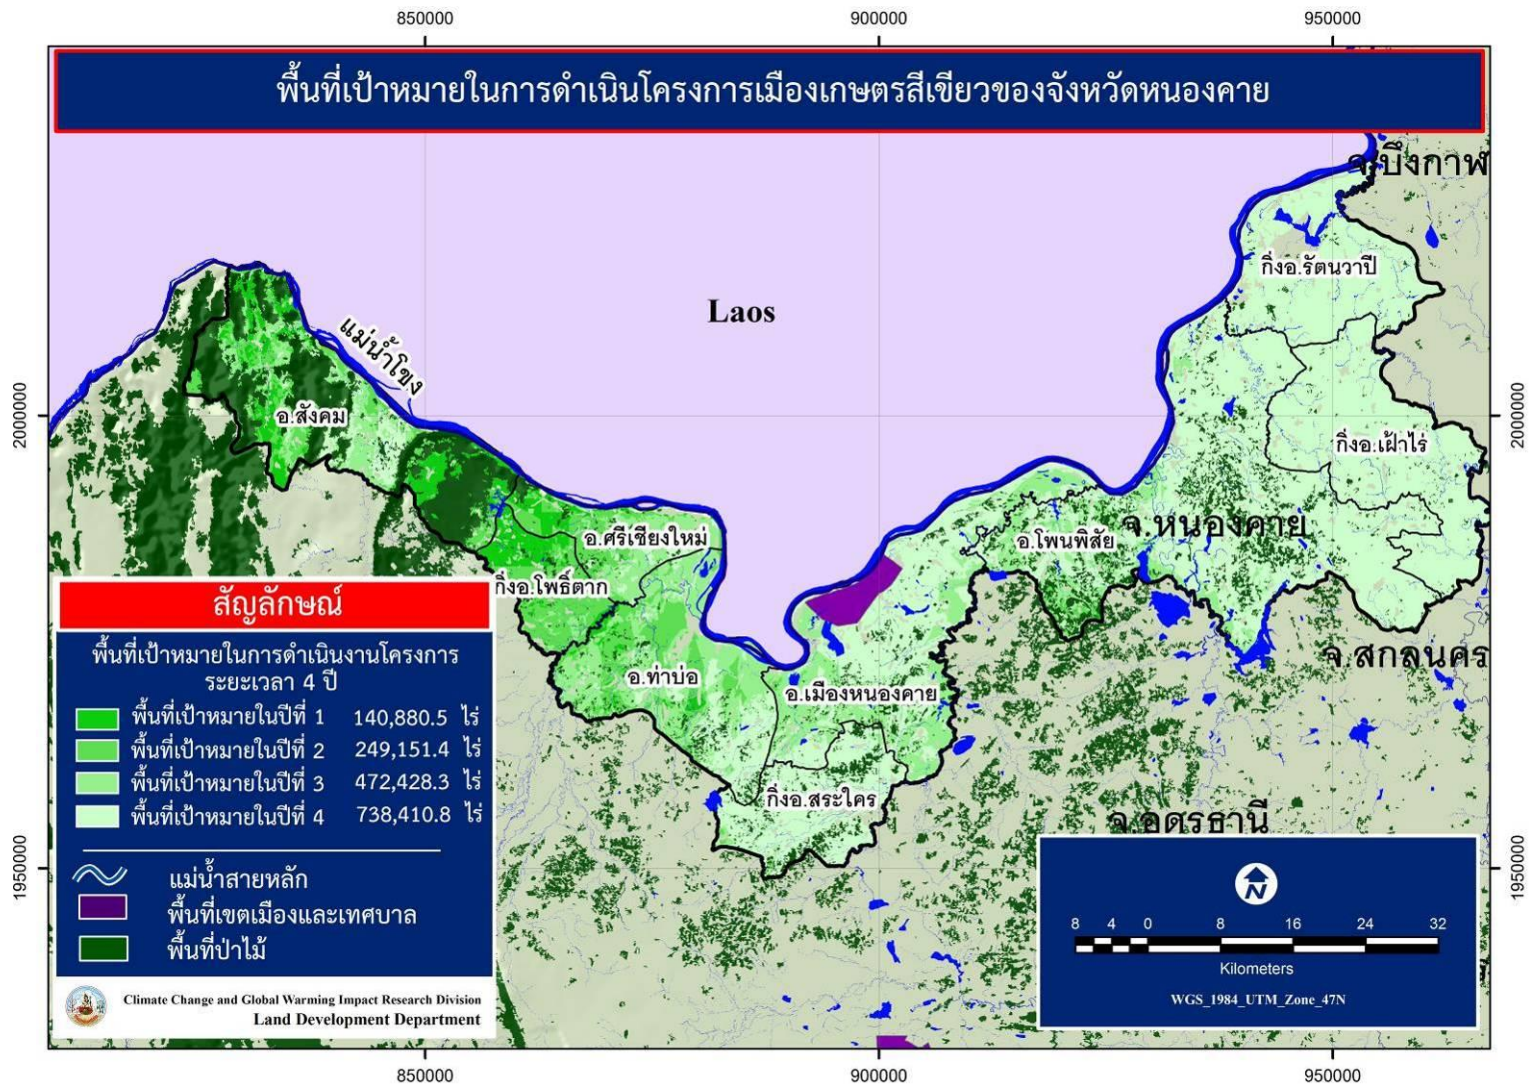 850000 900000 950000
พื้นที่เป้าหมายในการดำเนินโครงการเมืองเกษตรสีเขียวของจังหวัดหนองคาย
จ.บึงกาฬ
กิ่งอ.รัตนวาปี
Laos
แม่น้ำโขง
2000000 2000000
อ.สังคม
กิ่งอ.เฝ้าไร่
อ.ศรีเชียงใหม่
อ.โพนพิสัย
จ.หนองคาย
กิ่งอ.โพธิ์ตาก
อ.ท่าบ่อ
อ.เมืองหนองคาย
จ.สกลนคร
กิ่งอ.สระใคร
จ.อุดรธานี
สัญลักษณ์
พื้นที่เป้าหมายในการดำเนินงานโครงการ
ระยะเวลา 4 ปี
พื้นที่เป้าหมายในปีที่ 1 140,880.5 ไร่
พื้นที่เป้าหมายในปีที่ 2 249,151.4 ไร่
พื้นที่เป้าหมายในปีที่ 3 472,428.3 ไร่
พื้นที่เป้าหมายในปีที่ 4 738,410.8 ไร่
แม่น้ำสายหลัก
พื้นที่เขตเมืองและเทศบาล
พื้นที่ป่าไม้
1950000 1950000
N
8 4 0 8 16 24 32
Kilometers
WGS_1984_UTM_Zone_47N
Climate Change and Global Warming Impact Research Division
Land Development Department
850000 900000 950000